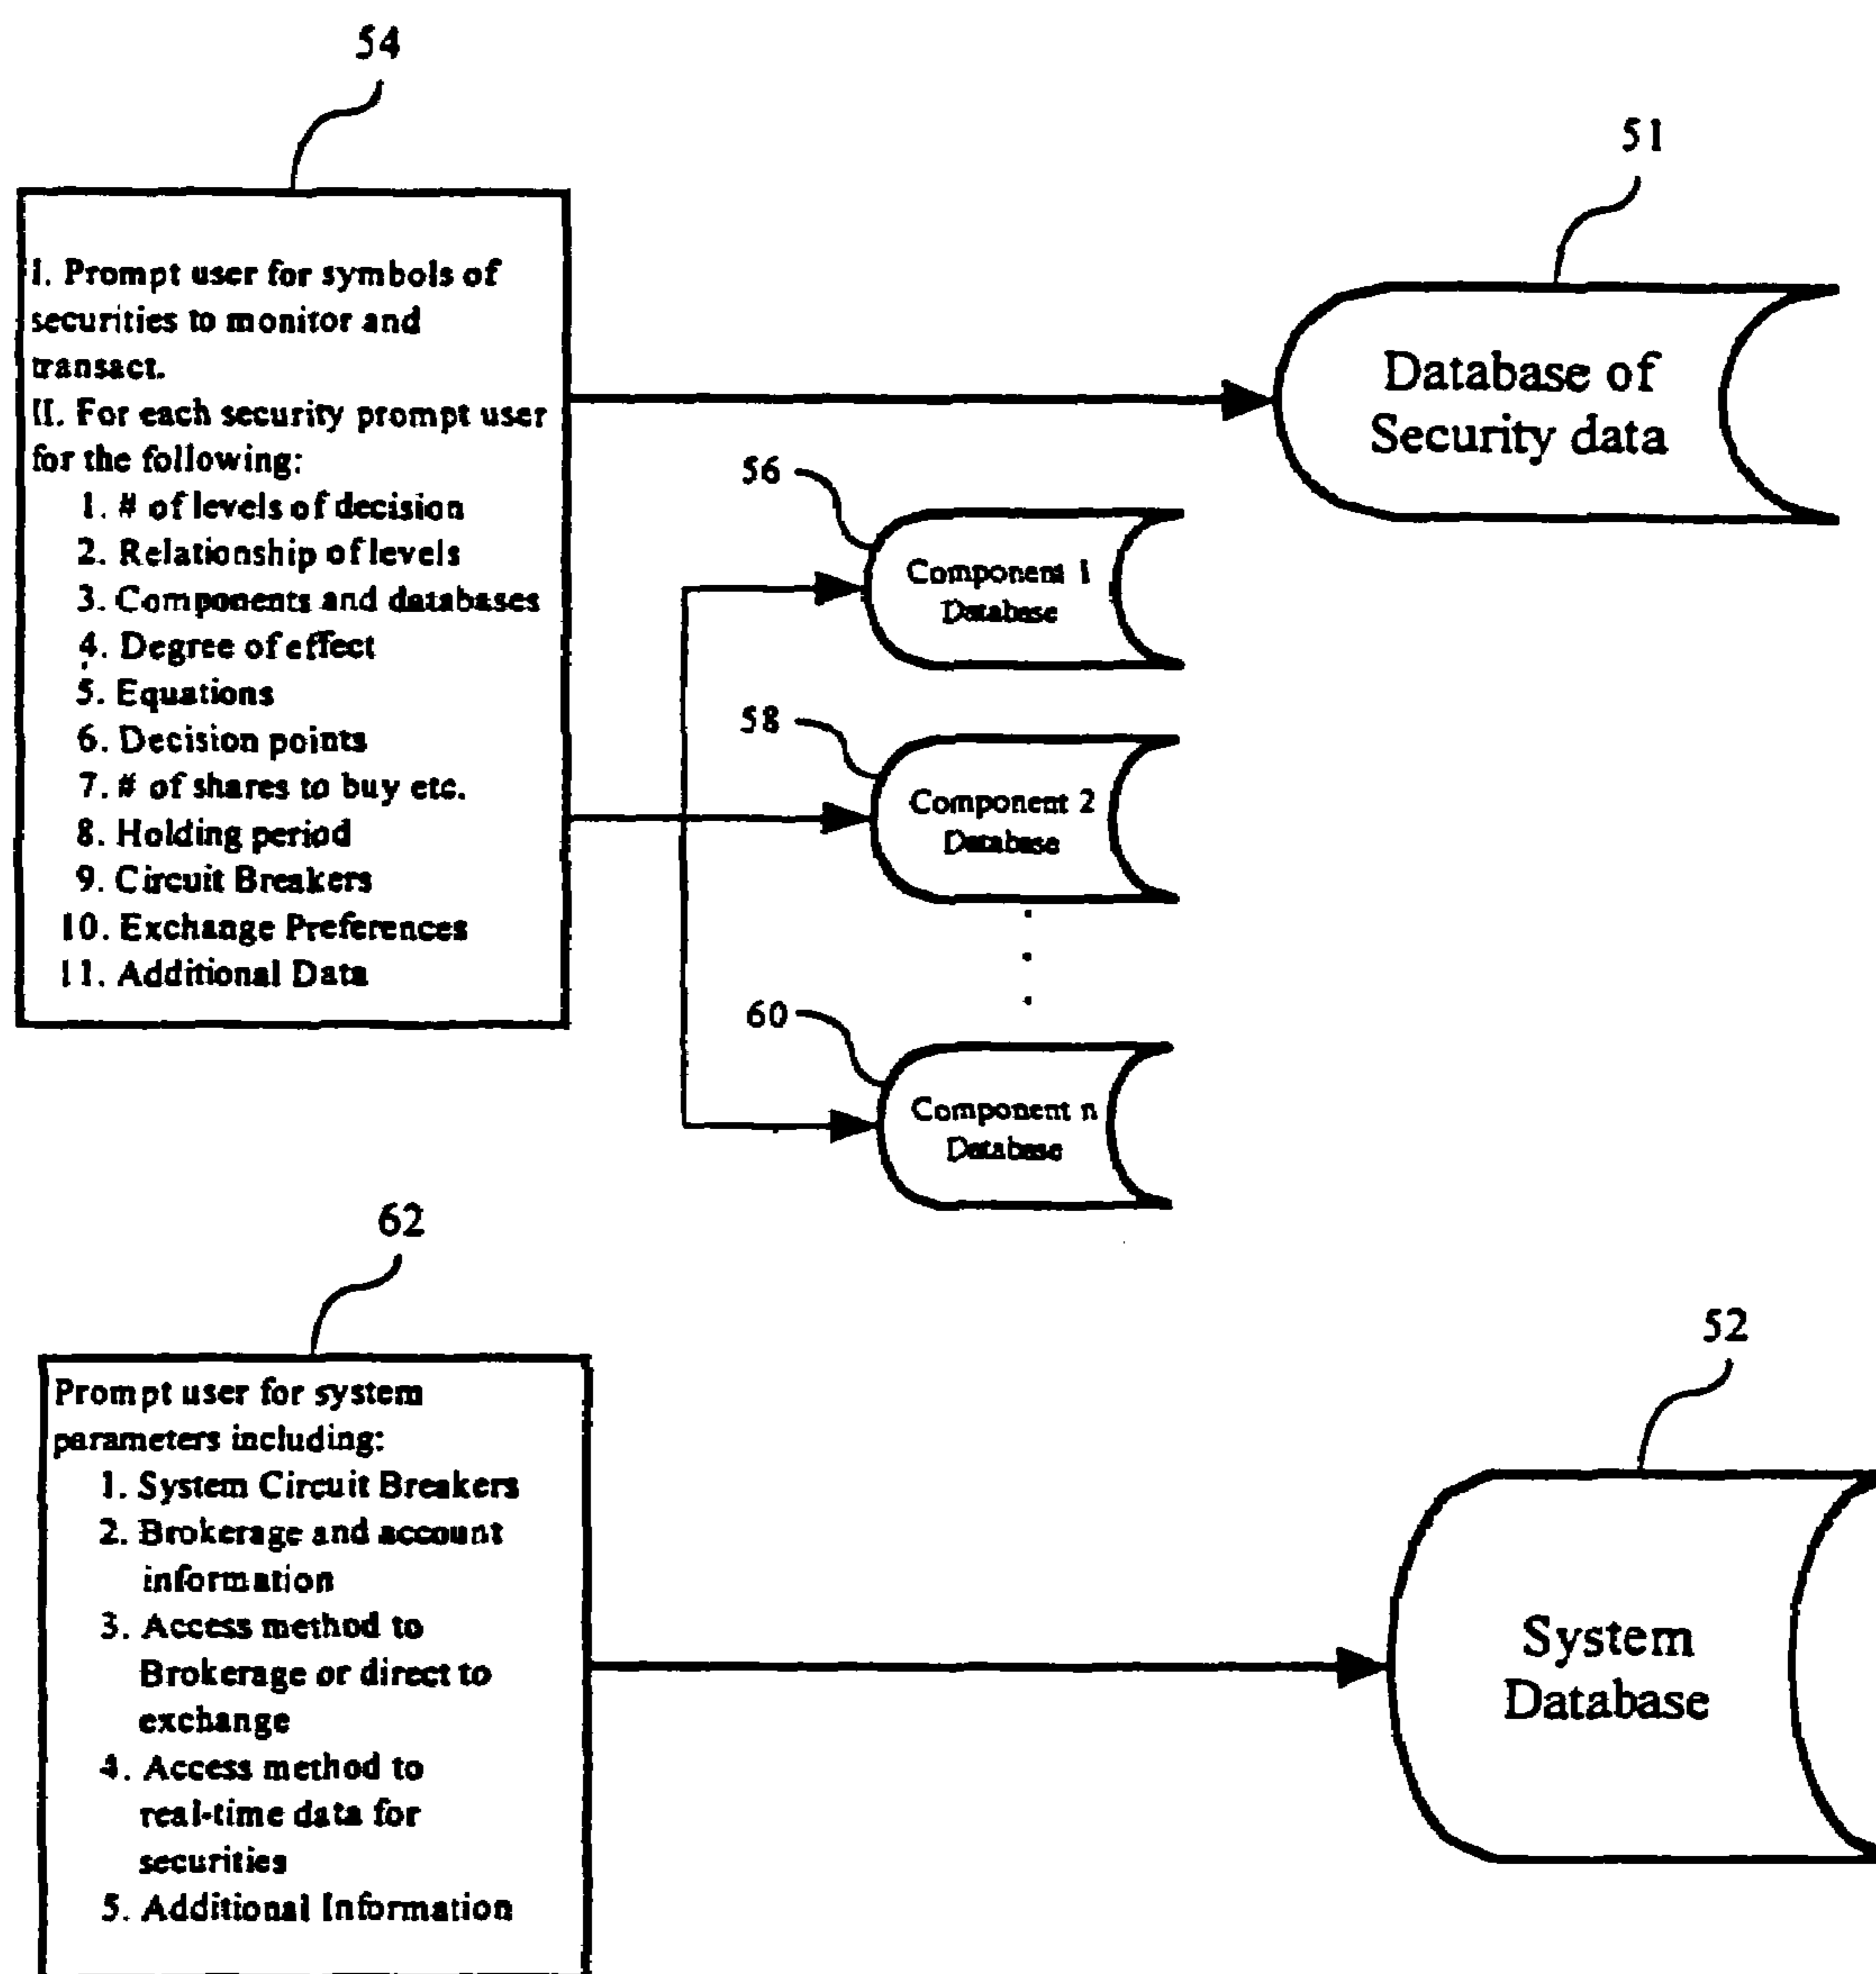 54
51
I. Prompt user for symbols of
securities to monitor and
transact.
II. For each security prompt user
for the following:
1. # of levels of decision
2. Relationship of levels
3. Components and databases
4. Degree of effect
5. Equations
6. Decision points
7. # of shares to buy etc.
8. Holding period
9. Circuit Breakers
10. Exchange Preferences
11. Additional Data
Database of
Security data
56
Component 1
Database
58
Component 2
Database
60
Component n
Database
62
52
Prompt user for system
parameters including:
1. System Circuit Breakers
2. Brokerage and account
information
3. Access method to
Brokerage or direct to
exchange
4. Access method to
real-time data for
securities
5. Additional Information
System
Database